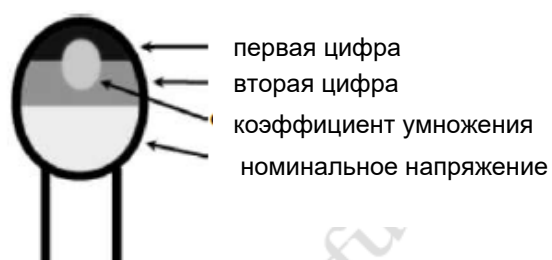 первая цифра
вторая цифра
коэффициент умножения
номинальное напряжение